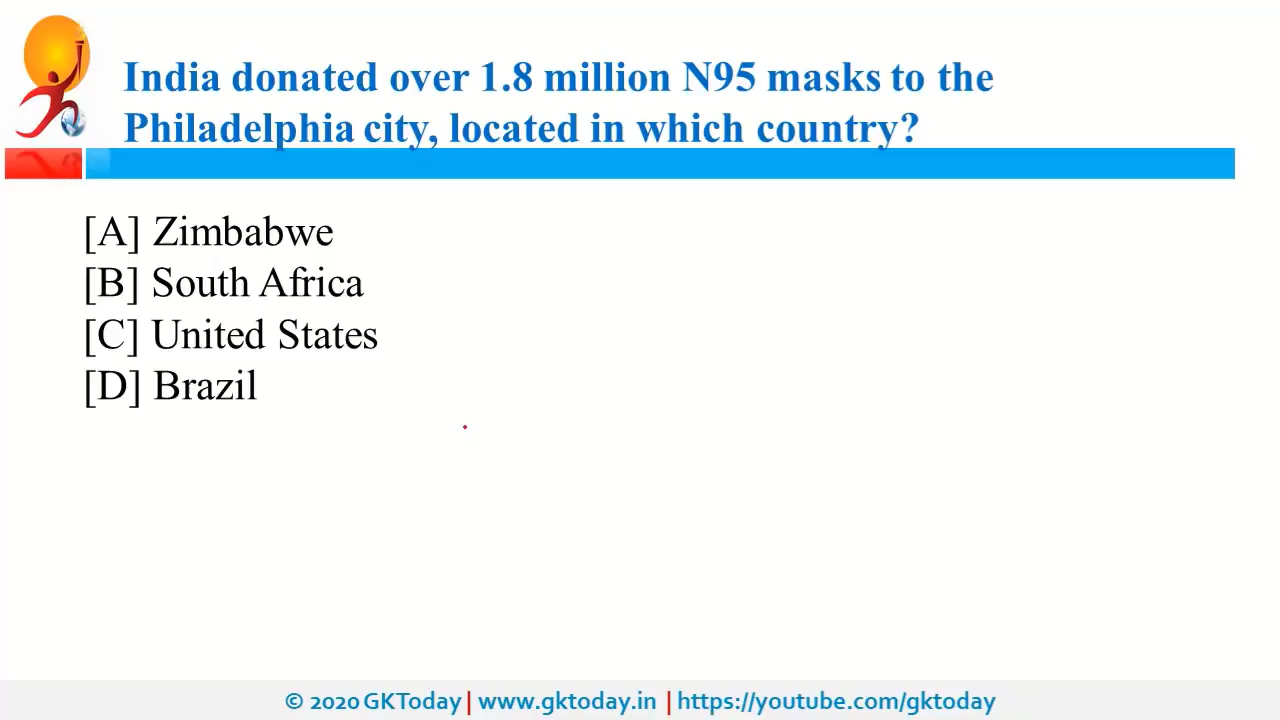 India donated over 1.8 million N95 masks to the
Philadelphia city, located in which country?
[A] Zimbabwe
[B] South Africa
[C] United States
[D] Brazil
© 2020 GKToday | www.gktoday.in | https://youtube.com/gktoday